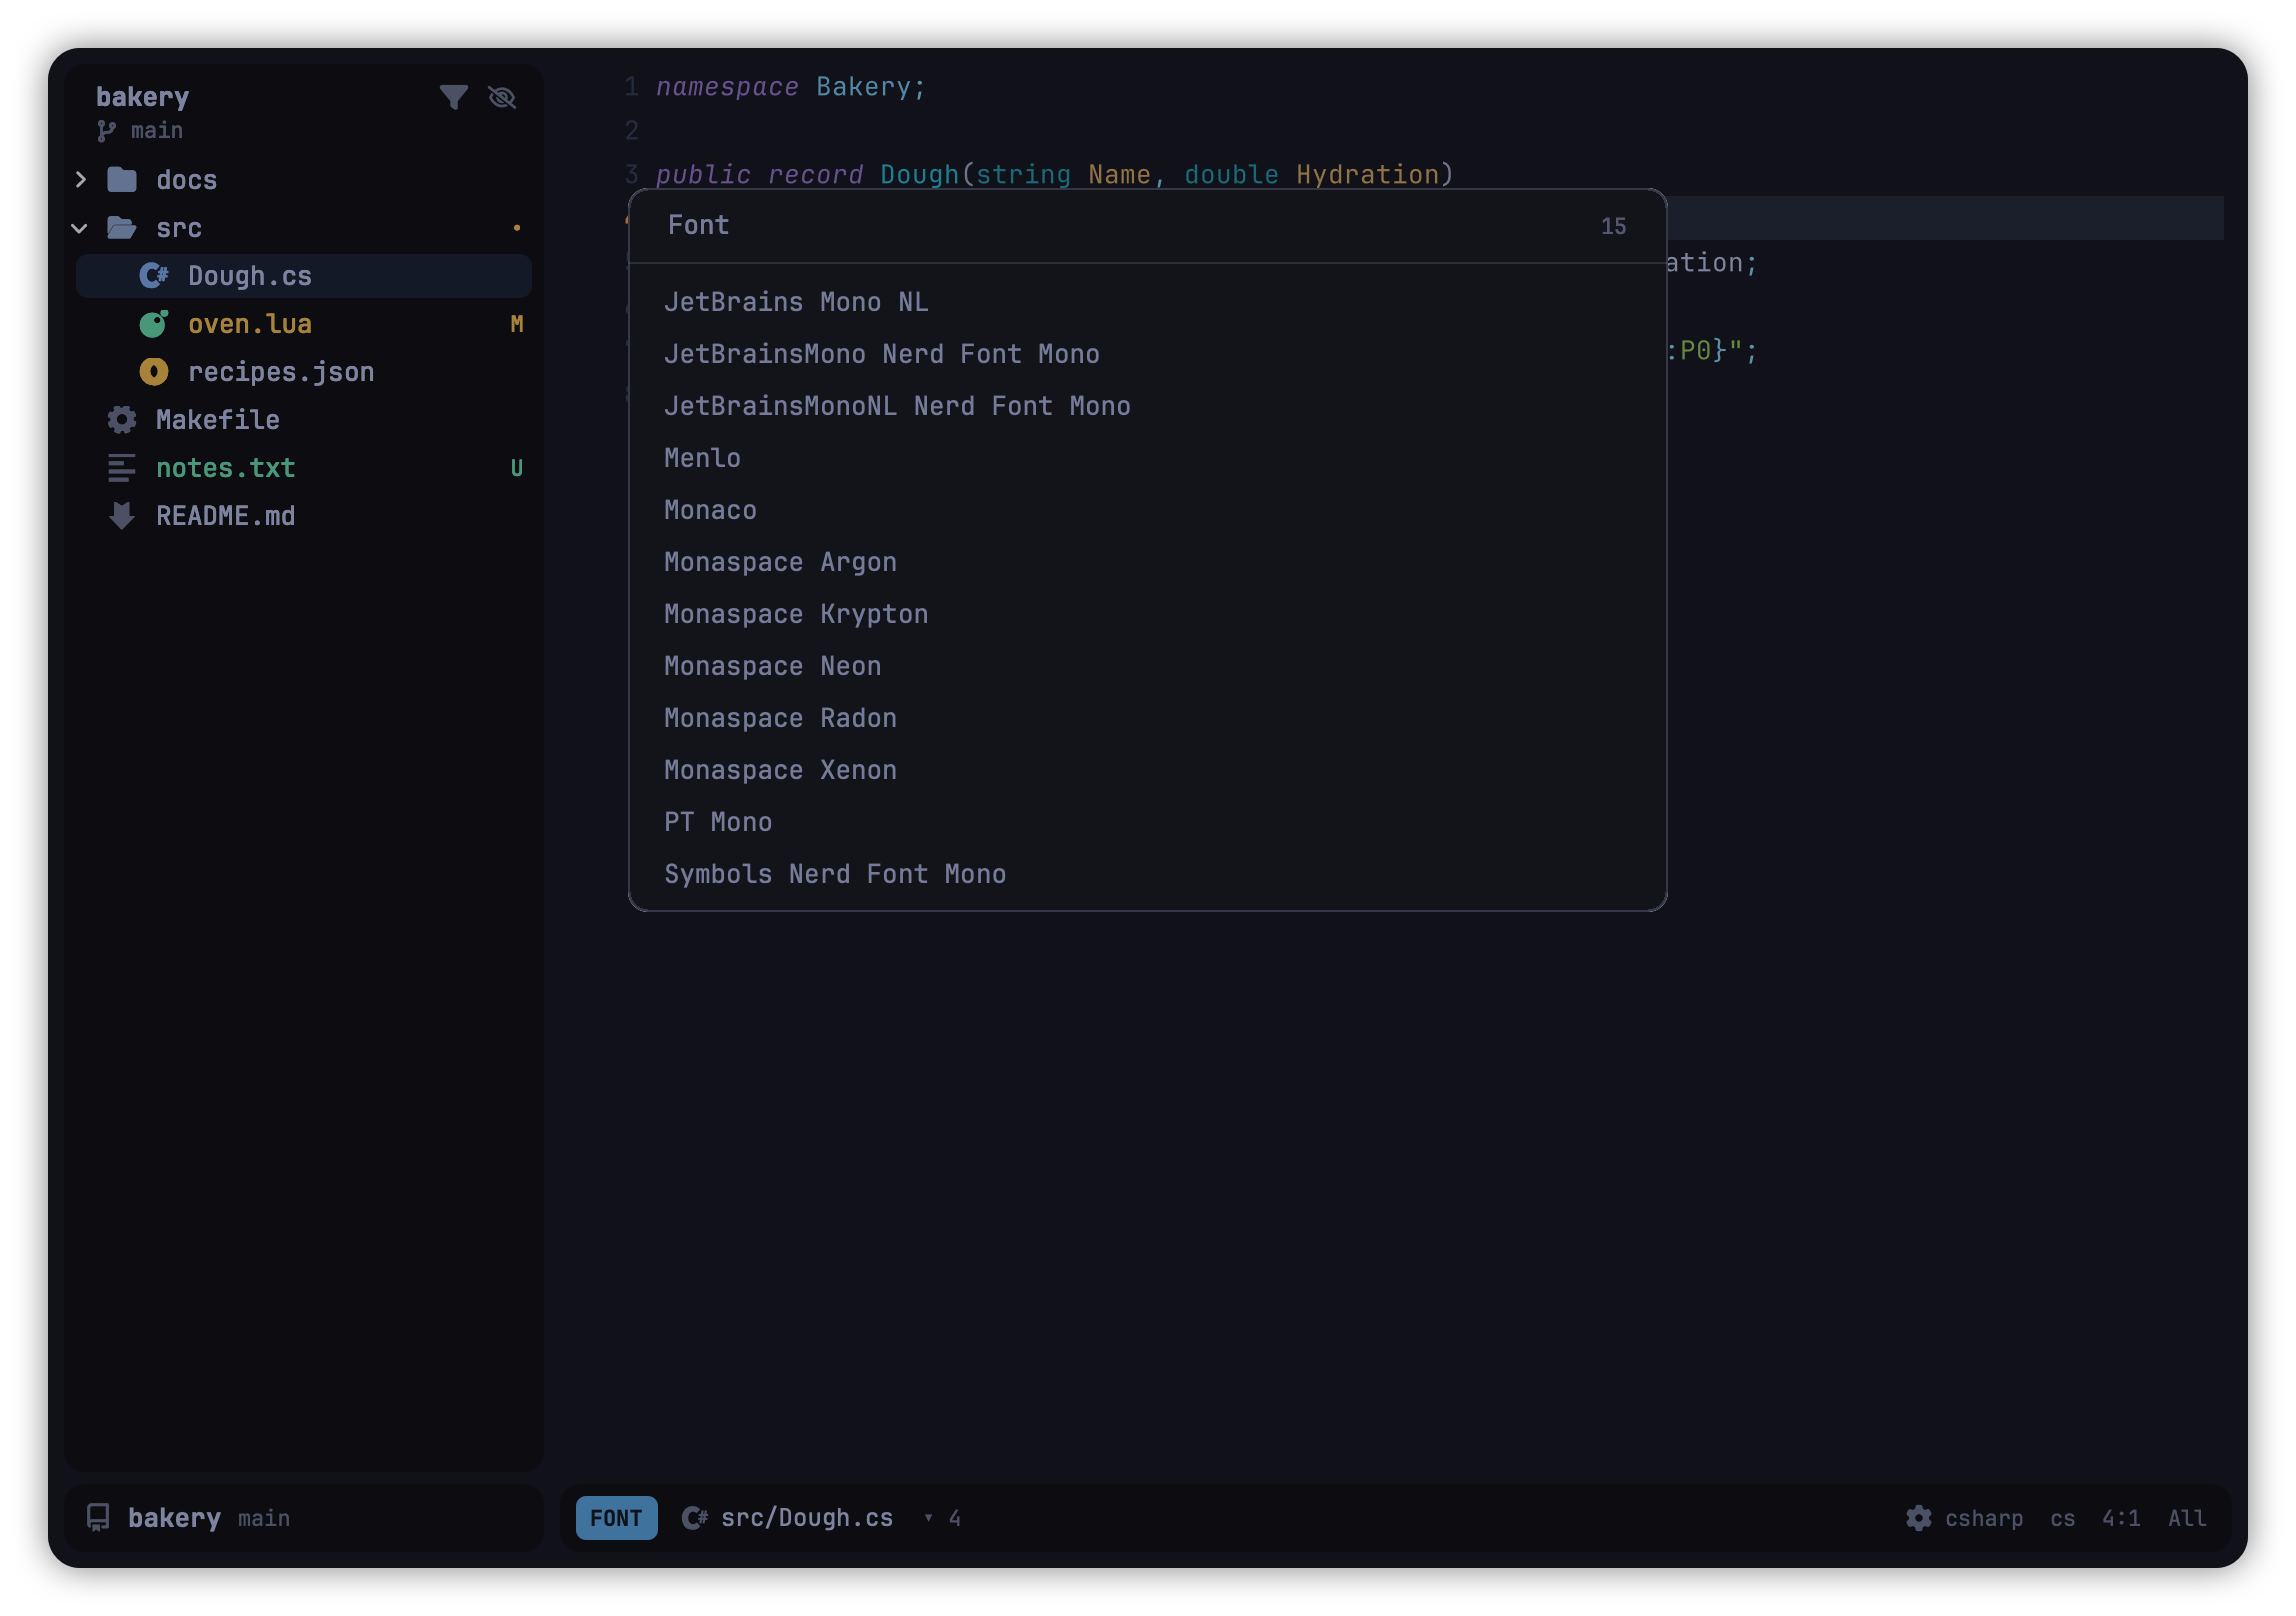 bakery
main
docs
src
Dough.cs
oven.lua M
recipes.json
Makefile
notes.txt U
README.md
1 namespace Bakery;
2
3 public record Dough(string Name, double Hydration)
ation;
:P0}";
Font 15
JetBrains Mono NL
JetBrainsMono Nerd Font Mono
JetBrainsMonoNL Nerd Font Mono
Menlo
Monaco
Monaspace Argon
Monaspace Krypton
Monaspace Neon
Monaspace Radon
Monaspace Xenon
PT Mono
Symbols Nerd Font Mono
bakery main
FONT C# src/Dough.cs ▾ 4 csharp cs 4:1 All